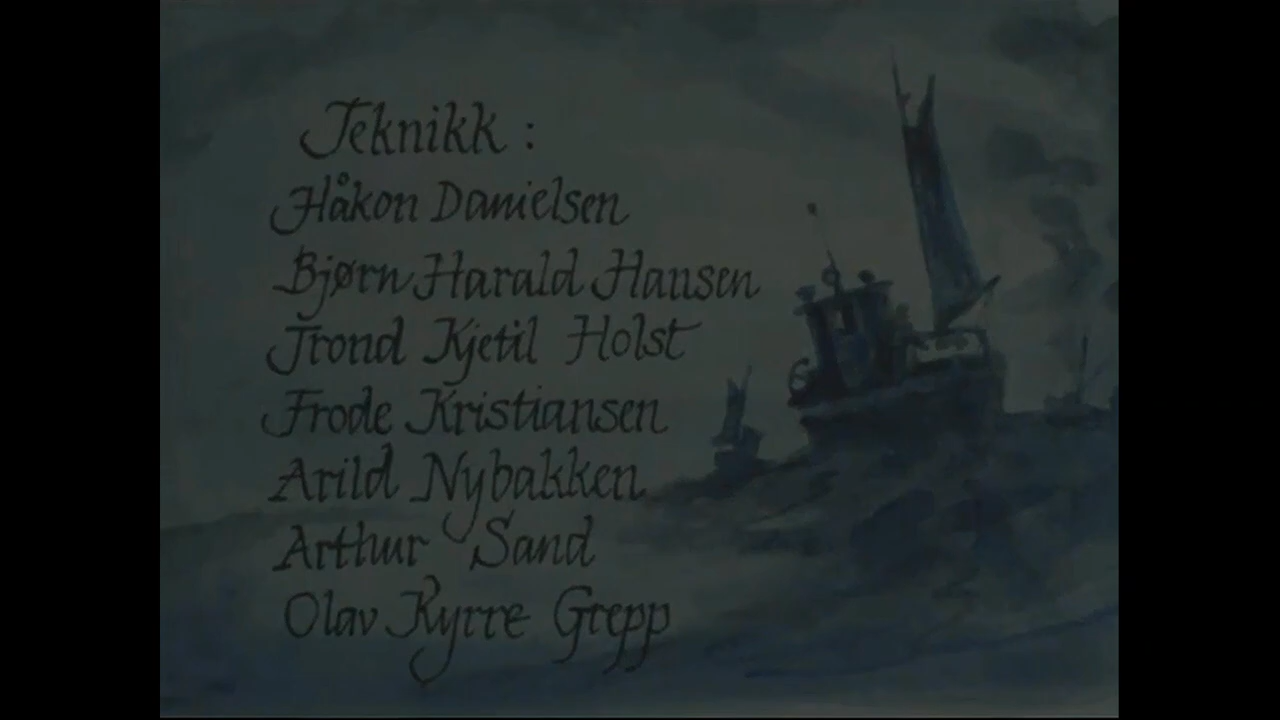 Teknikk :
Håkon Danielsen
Bjørn Harald Hansen
Trond Kjetil Holst
Frode Kristiansen
Arild Nybakken
Arthur Sand
Olav Kyrre Grepp